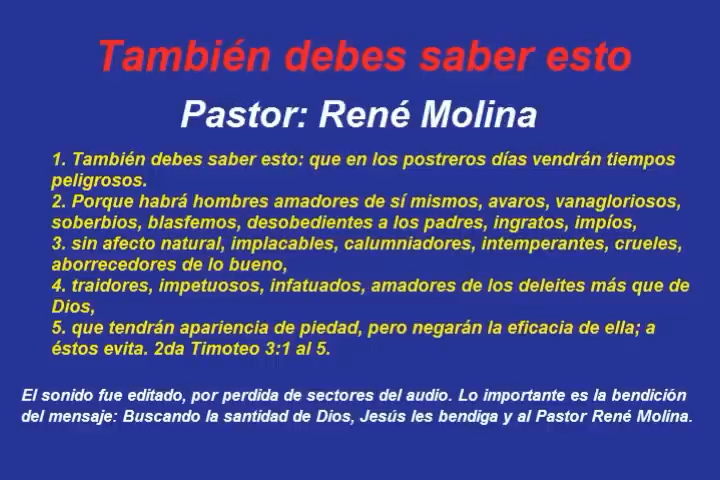 También debes saber esto
Pastor: René Molina
1. También debes saber esto: que en los postreros días vendrán tiempos
peligrosos.
2. Porque habrá hombres amadores de sí mismos, avaros, vanagloriosos,
soberbios, blasfemos, desobedientes a los padres, ingratos, impíos,
3. sin afecto natural, implacables, calumniadores, intemperantes, crueles,
aborrecedores de lo bueno,
4. traidores, impetuosos, infatuados, amadores de los deleites más que de
Dios,
5. que tendrán apariencia de piedad, pero negarán la eficacia de ella; a
éstos evita. 2da Timoteo 3:1 al 5.
El sonido fue editado, por perdida de sectores del audio. Lo importante es la bendición
del mensaje: Buscando la santidad de Dios, Jesús les bendiga y al Pastor René Molina.